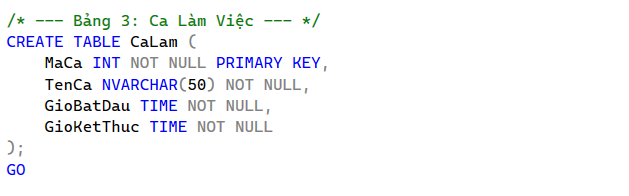 /* --- Bảng 3: Ca Làm Việc --- */
CREATE TABLE CaLam (
    MaCa INT NOT NULL PRIMARY KEY,
    TenCa NVARCHAR(50) NOT NULL,
    GioBatDau TIME NOT NULL,
    GioKetThuc TIME NOT NULL
);
GO